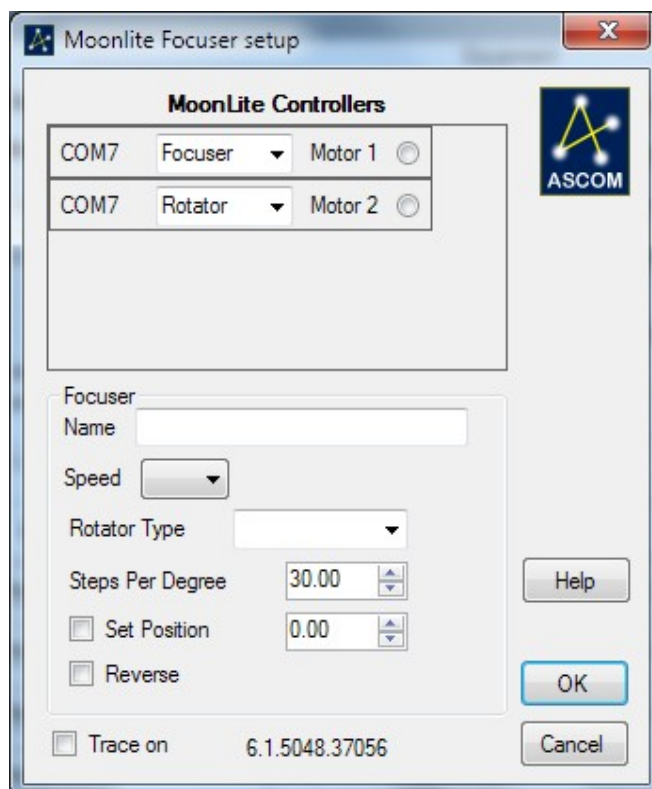 Moonlite Focuser setup
MoonLite Controllers
COM7 Focuser Motor 1
COM7 Rotator Motor 2
ASCOM
Focuser
Name
Speed
Rotator Type
Steps Per Degree 30.00
Set Position 0.00
Reverse
Help
OK
Trace on 6.1.5048.37056
Cancel